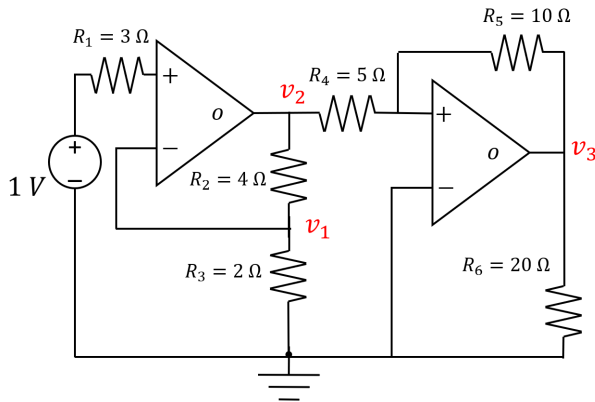 R₁ = 3 Ω
R₅ = 10 Ω
R₄ = 5 Ω
v₂
+
+
o
+
−
o
v₃
−
1 V
+
−
R₂ = 4 Ω
v₁
R₃ = 2 Ω
R₆ = 20 Ω